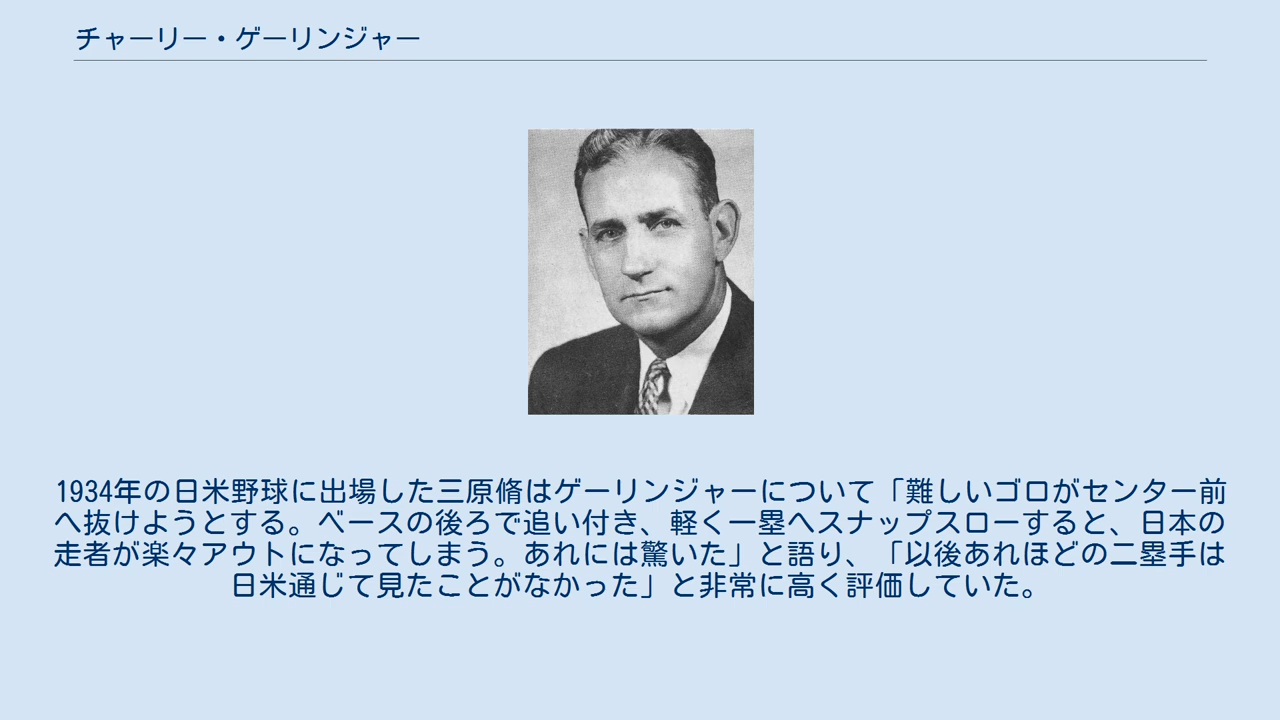 チャーリー・ゲーリンジャー
1934年の日米野球に出場した三原脩はゲーリンジャーについて「難しいゴロがセンター前
へ抜けようとする。ベースの後ろで追い付き、軽く一塁へスナップスローすると、日本の
走者が楽々アウトになってしまう。あれには驚いた」と語り、「以後あれほどの二塁手は
日米通じて見たことがなかった」と非常に高く評価していた。